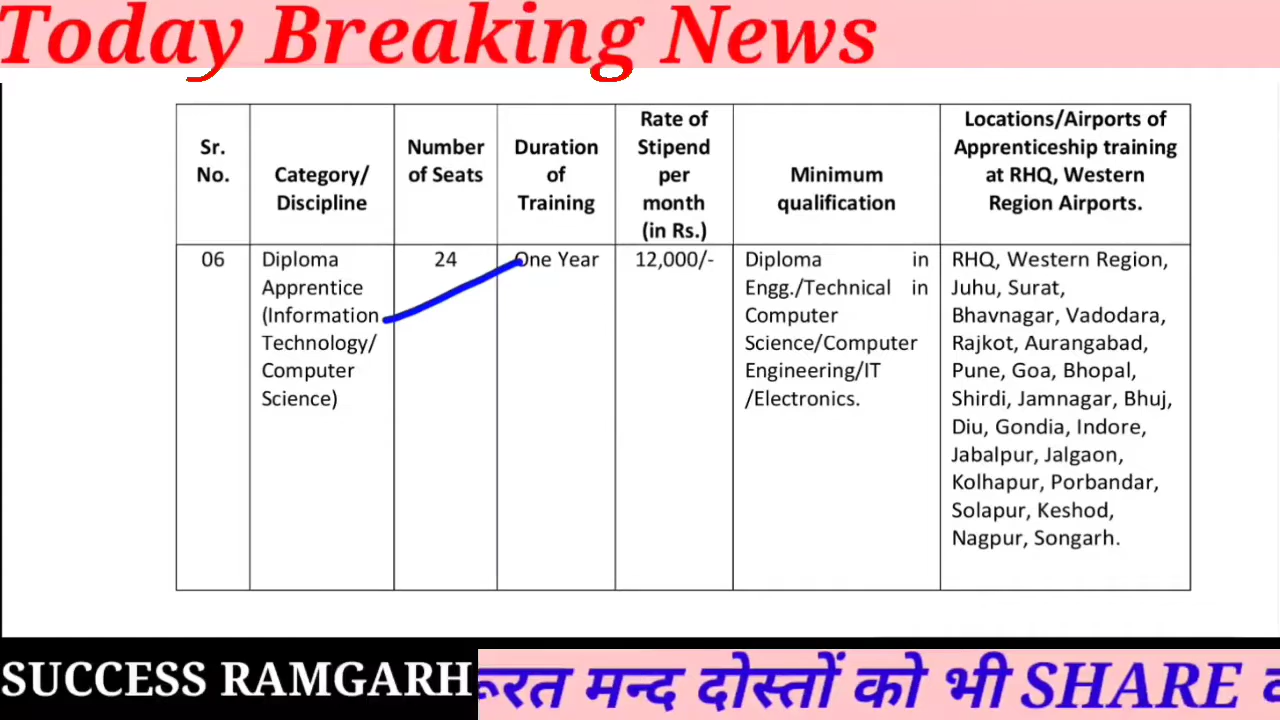 Today Breaking News
Sr. No.
Category/ Discipline
Number of Seats
Duration of Training
Rate of Stipend per month (in Rs.)
Minimum qualification
Locations/Airports of Apprenticeship training at RHQ, Western Region Airports.
06
Diploma
Apprentice
(Information
Technology/
Computer
Science)
24
One Year
12,000/-
Diploma in
Engg./Technical in
Computer
Science/Computer
Engineering/IT
/Electronics.
RHQ, Western Region,
Juhu, Surat,
Bhavnagar, Vadodara,
Rajkot, Aurangabad,
Pune, Goa, Bhopal,
Shirdi, Jamnagar, Bhuj,
Diu, Gondia, Indore,
Jabalpur, Jalgaon,
Kolhapur, Porbandar,
Solapur, Keshod,
Nagpur, Songarh.
SUCCESS RAMGARH
मन्द दोस्तों को भी SHARE